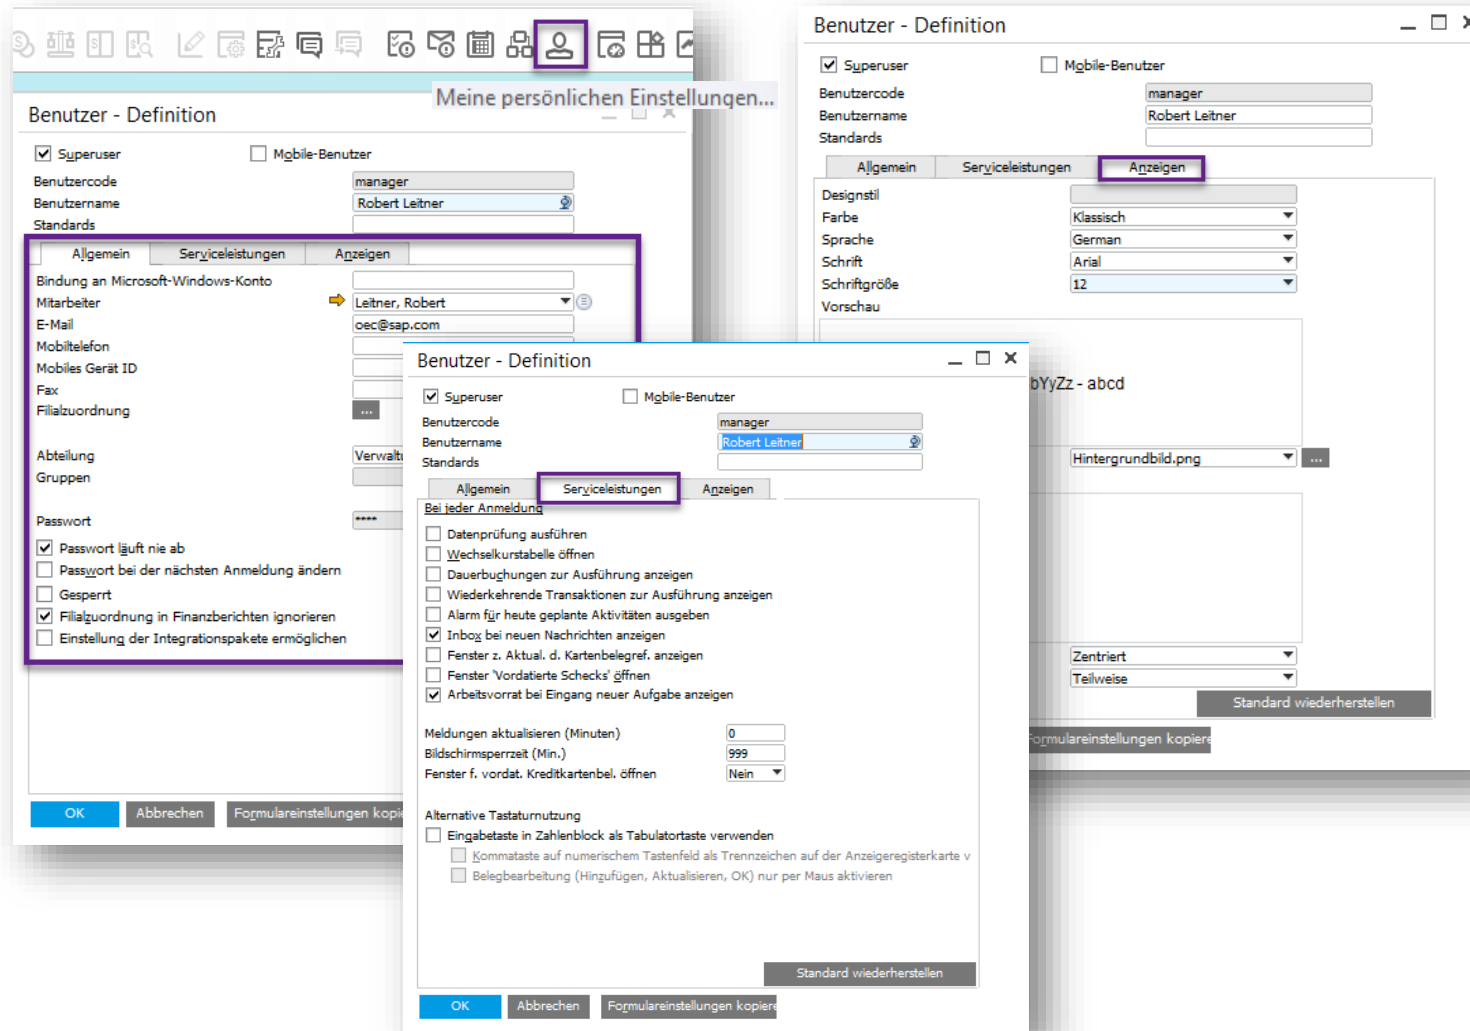 Meine persönlichen Einstellungen...
Benutzer - Definition
Superuser
Mobile-Benutzer
Benutzercode
manager
Benutzername
Robert Leitner
Standards
Allgemein
Serviceleistungen
Anzeigen
Bindung an Microsoft-Windows-Konto
Mitarbeiter
Leitner, Robert
E-Mail
oec@sap.com
Mobiltelefon
Mobiles Gerät ID
Fax
Filialzuordnung
...
Abteilung
Verwaltu
Gruppen
Passwort
****
Passwort läuft nie ab
Passwort bei der nächsten Anmeldung ändern
Gesperrt
Filialzuordnung in Finanzberichten ignorieren
Einstellung der Integrationspakete ermöglichen
OK
Abbrechen
Formulareinstellungen kopie
Benutzer - Definition
Superuser
Mobile-Benutzer
Benutzercode
manager
Benutzername
Robert Leitner
Standards
Allgemein
Serviceleistungen
Anzeigen
Bei jeder Anmeldung
Datenprüfung ausführen
Wechselkurstabelle öffnen
Dauerbuchungen zur Ausführung anzeigen
Wiederkehrende Transaktionen zur Ausführung anzeigen
Alarm für heute geplante Aktivitäten ausgeben
Inbox bei neuen Nachrichten anzeigen
Fenster z. Aktual. d. Kartenbelegref. anzeigen
Fenster 'Vordatierte Schecks' öffnen
Arbeitsvorrat bei Eingang neuer Aufgabe anzeigen
Meldungen aktualisieren (Minuten)
0
Bildschirmsperrzeit (Min.)
999
Fenster f. vordat. Kreditkartenbel. öffnen
Nein
Alternative Tastaturnutzung
Eingabetaste in Zahlenblock als Tabulatortaste verwenden
Kommataste auf numerischem Tastenfeld als Trennzeichen auf der Anzeigeregisterkarte v
Belegbearbeitung (Hinzufügen, Aktualisieren, OK) nur per Maus aktivieren
Standard wiederherstellen
OK
Abbrechen
Formulareinstellungen kopiere
Benutzer - Definition
Superuser
Mobile-Benutzer
Benutzercode
manager
Benutzername
Robert Leitner
Standards
Allgemein
Serviceleistungen
Anzeigen
Designstil
Farbe
Klassisch
Sprache
German
Schrift
Arial
Schriftgröße
12
Vorschau
bYyZz - abcd
Hintergrundbild.png
...
Zentriert
Teilweise
Standard wiederherstellen
Formulareinstellungen kopiere